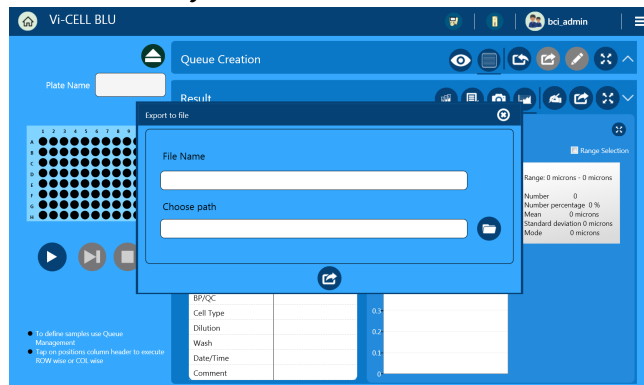 Vi-CELL BLU
bci_admin
Queue Creation
Plate Name
Result
Export to file
File Name
Choose path
1 2 3 4 5 6 7 8 9
A
B
C
D
E
F
G
H
Range Selection
Range: 0 microns - 0 microns
Number 0
Number percentage 0 %
Mean 0 microns
Standard deviation 0 microns
Mode 0 microns
BP/QC
Cell Type
Dilution
Wash
Date/Time
Comment
0.3
0.2
0.1
0
To define samples use Queue
Management
Tap on positions column header to execute
ROW wise or COL wise